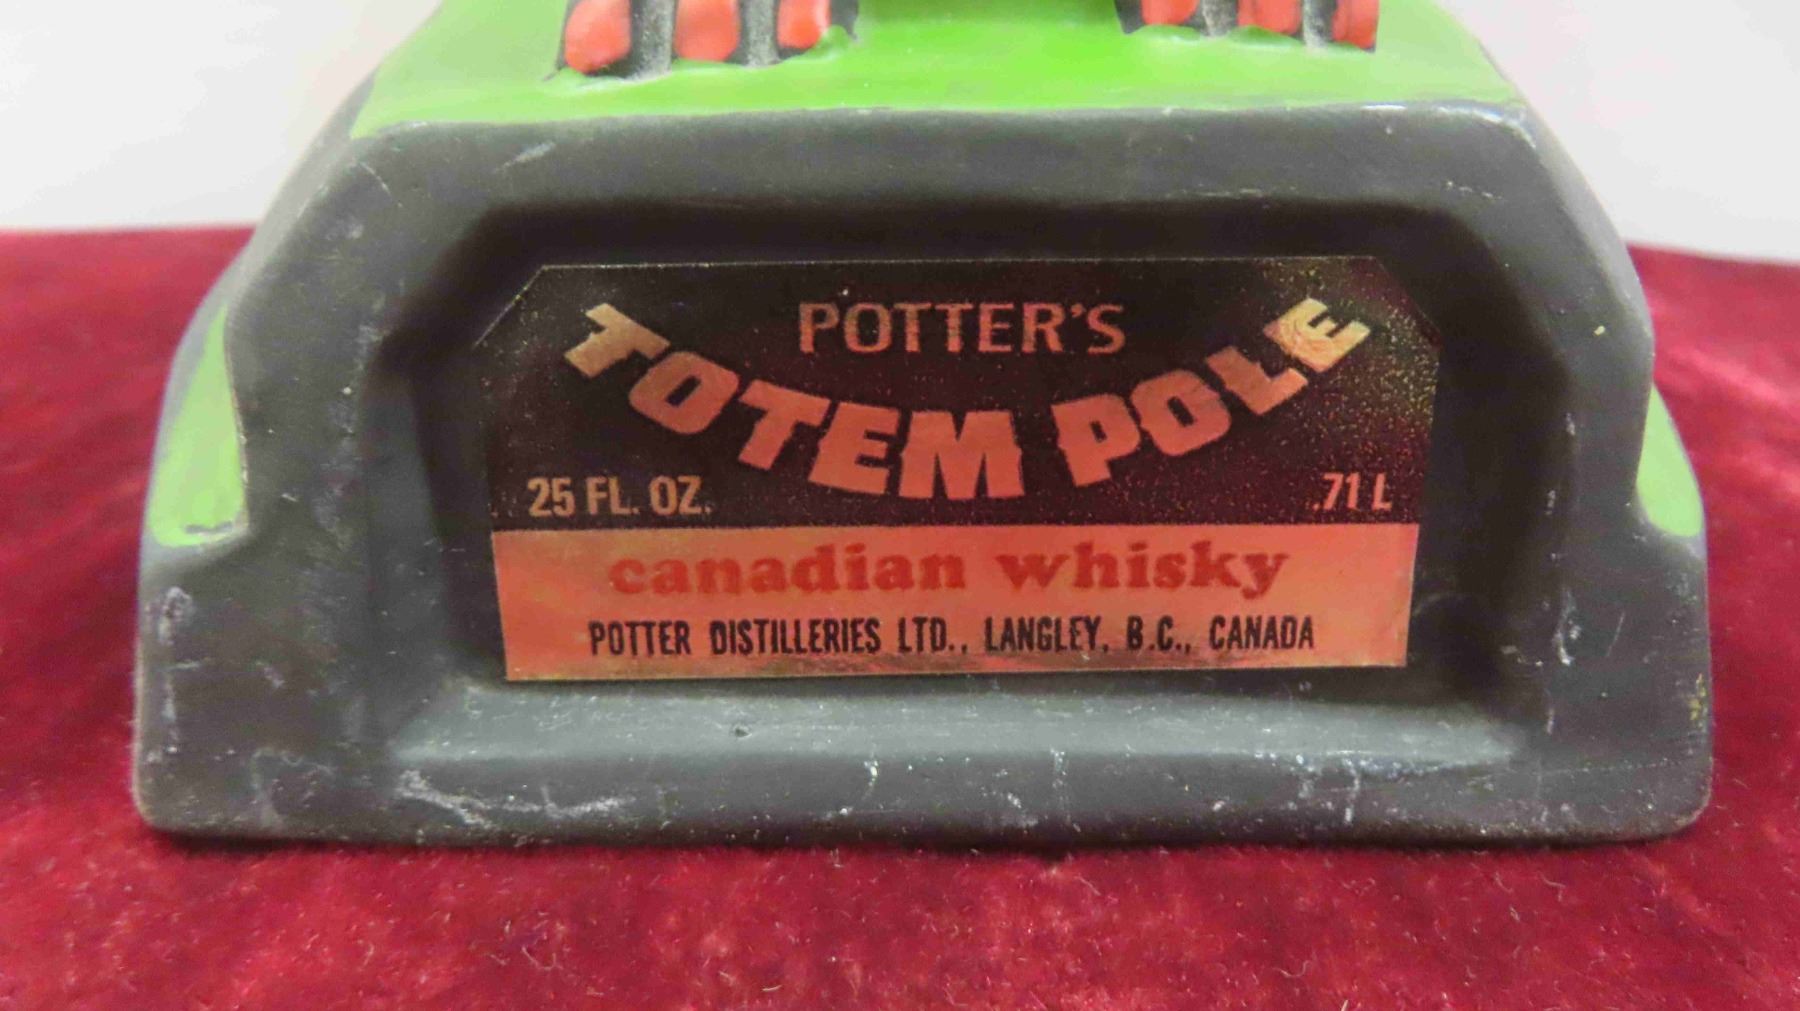 POTTER'S
TOTEM POLE
25 FL. OZ. .71 L
canadian whisky
POTTER DISTILLERIES LTD., LANGLEY, B.C., CANADA